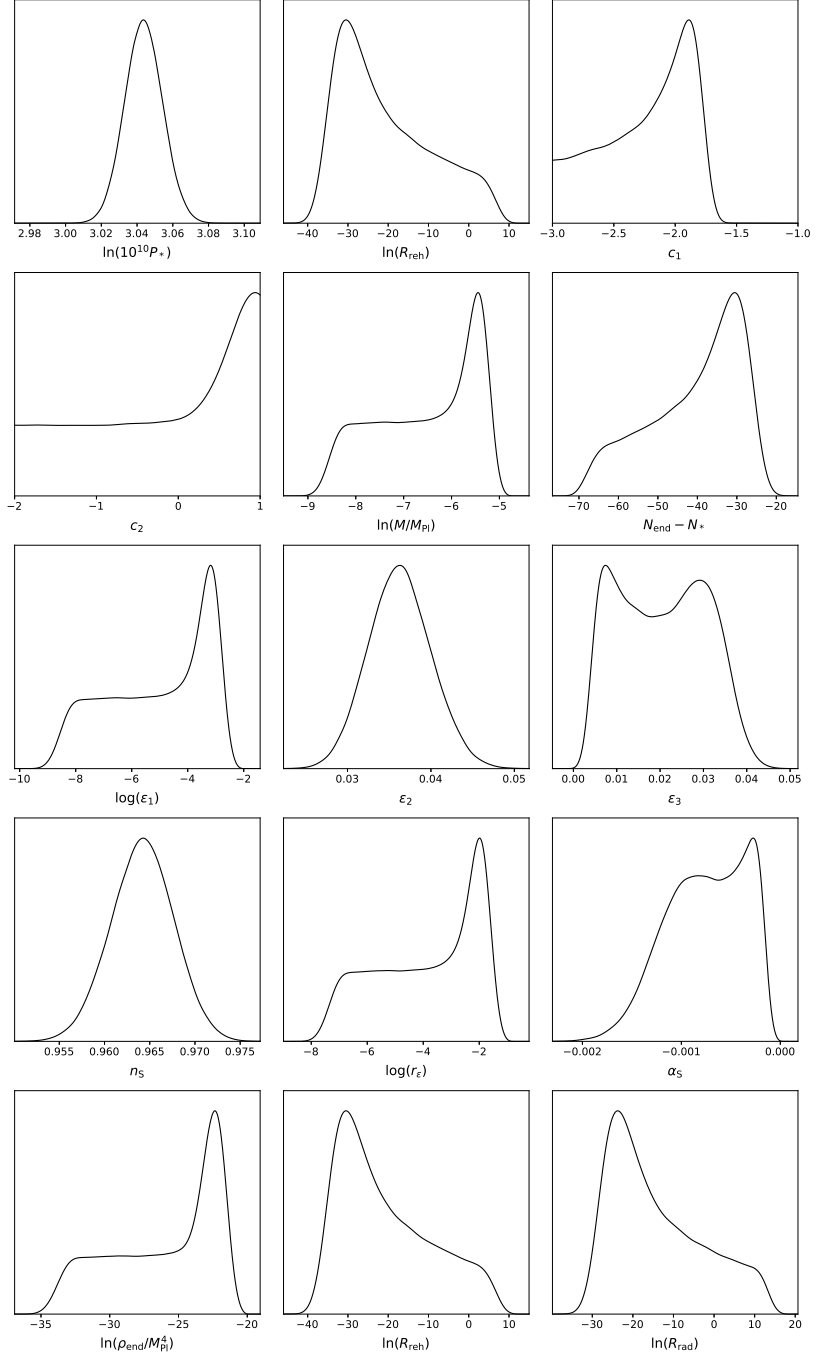 2.98 3.00 3.02 3.04 3.06 3.08 3.10
ln(10¹⁰P*)
−40 −30 −20 −10 0 10
ln(R_reh)
−3.0 −2.5 −2.0 −1.5 −1.0
c₁
−2 −1 0 1
c₂
−9 −8 −7 −6 −5
ln(M/M_Pl)
−70 −60 −50 −40 −30 −20
N_end − N*
−10 −8 −6 −4 −2
log(ε₁)
0.03 0.04 0.05
ε₂
0.00 0.01 0.02 0.03 0.04 0.05
ε₃
0.955 0.960 0.965 0.970 0.975
n_S
−8 −6 −4 −2
log(r_ε)
−0.002 −0.001 0.000
α_S
−35 −30 −25 −20
ln(ρ_end/M⁴_Pl)
−40 −30 −20 −10 0 10
ln(R_reh)
−30 −20 −10 0 10 20
ln(R_rad)